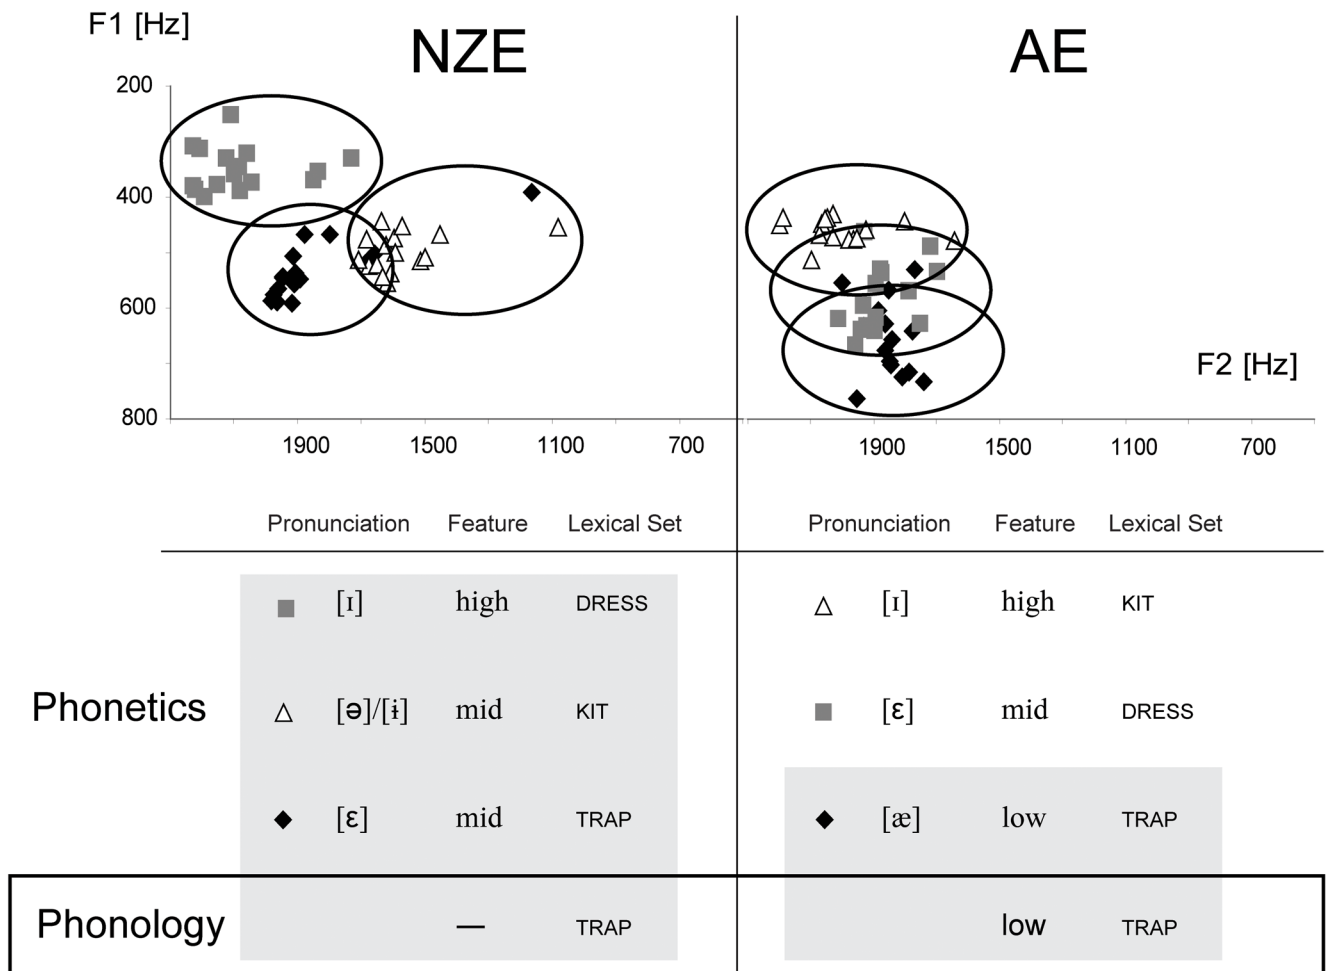 F1 [Hz]
NZE
AE
200
400
600
800
F2 [Hz]
1900 1500 1100 700
1900 1500 1100 700
Pronunciation Feature Lexical Set
Pronunciation Feature Lexical Set
Phonetics
[ɪ] high DRESS
[ə]/[ɨ] mid KIT
[ɛ] mid TRAP
[ɪ] high KIT
[ɛ] mid DRESS
[æ] low TRAP
Phonology
— TRAP
low TRAP